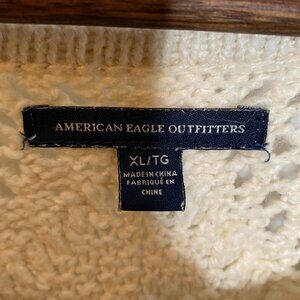 AMERICAN EAGLE OUTFITTERS
XL/TG
MADE IN CHINA
FABRIQUÉ EN
CHINE